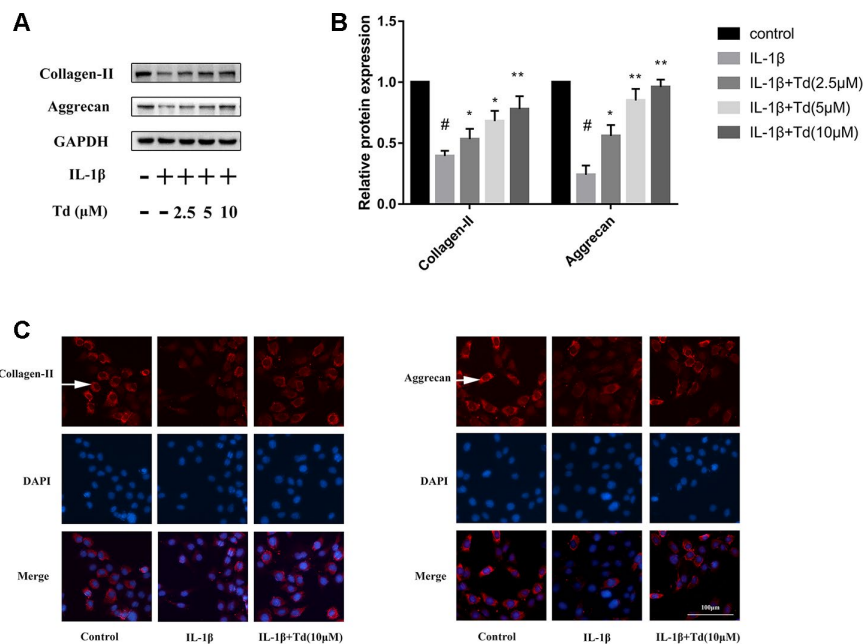 A
Collagen-II
Aggrecan
GAPDH
IL-1β - + + + +
Td (μM) - - 2.5 5 10
B
Relative protein expression
1.5
1.0
0.5
0.0
# * * **
# * ** **
Collagen-II
Aggrecan
control
IL-1β
IL-1β+Td(2.5μM)
IL-1β+Td(5μM)
IL-1β+Td(10μM)
C
Collagen-II
DAPI
Merge
Control IL-1β IL-1β+Td(10μM)
Aggrecan
DAPI
Merge
100μm
Control IL-1β IL-1β+Td(10μM)